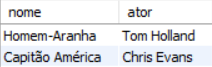 nome ator
Homem-Aranha Tom Holland
Capitão América Chris Evans